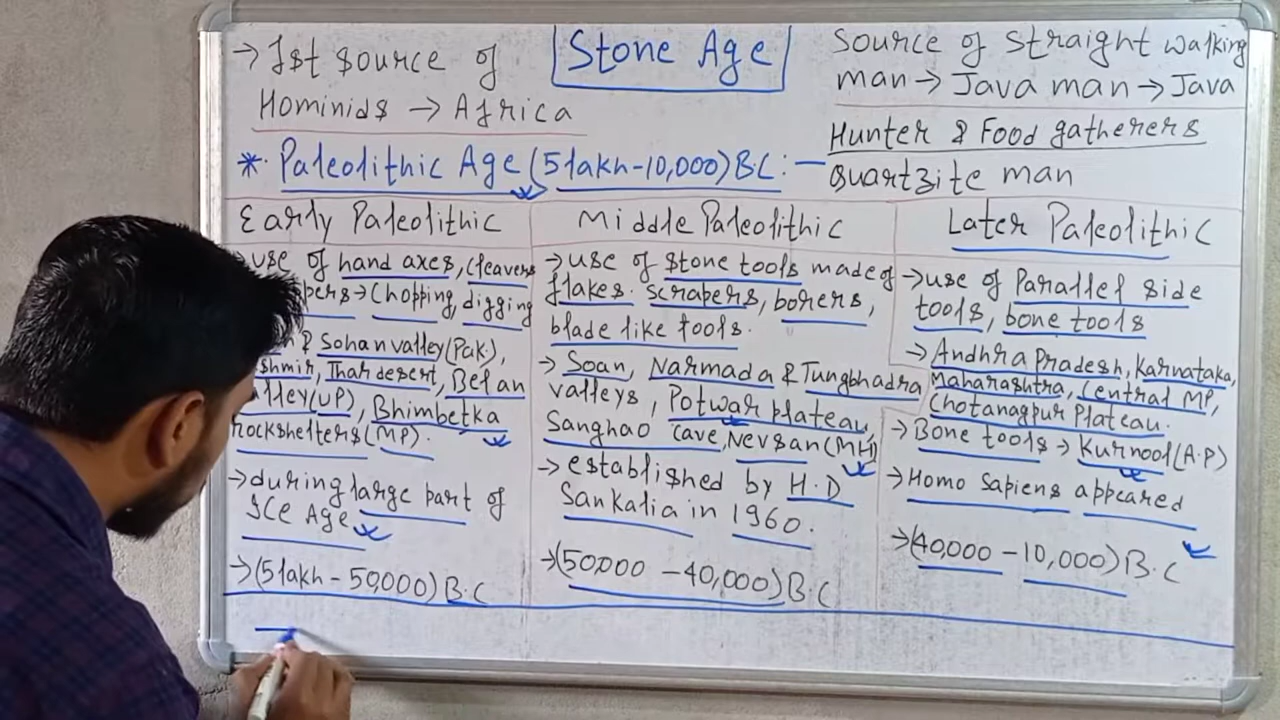 → Ist source of
Hominids → Africa
Stone Age
Source of straight walking
man → Java man → Java
Hunter & Food gatherers
Quartzite man
* Paleolithic Age (5 lakh-10,000) B.C: —
Early Paleolithic
use of hand axes, cleavers
→ Chopping, digging
& Sohan valley (Pak.),
Thar desert, Belan
(UP), Bhimbetka
rockshelters (MP).
→ during large part of
ICe Age
→ (5 lakh - 50,000) B.C
Middle Paleolithic
→ use of stone tools made of
flakes. scrapers, borers,
blade like tools.
→ Soan, Narmada & Tungbhadra
valleys, Potwar plateau,
Sanghao cave, Nevsan (MH)
→ established by H.D
Sankalia in 1960.
→ (50,000 - 40,000) B.C
Later Paleolithic
→ use of Parallel side
tools, bone tools
→ Andhra Pradesh, Karnataka,
Maharashtra, Central MP,
Chotanagpur Plateau.
→ Bone tools → Kurnool (A.P)
→ Homo Sapiens appeared
→ (40,000 - 10,000) B.C